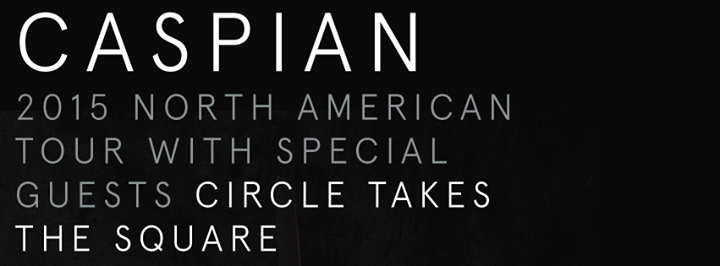 CASPIAN
2015 NORTH AMERICAN
TOUR WITH SPECIAL
GUESTS CIRCLE TAKES
THE SQUARE